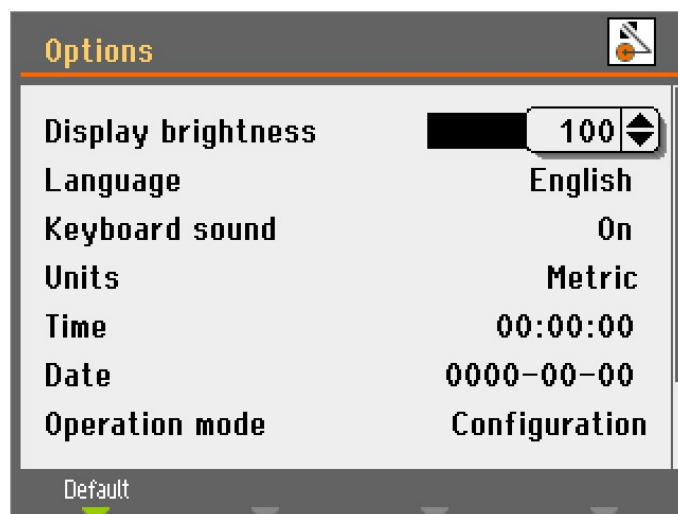 Options
Display brightness 100
Language English
Keyboard sound On
Units Metric
Time 00:00:00
Date 0000-00-00
Operation mode Configuration
Default